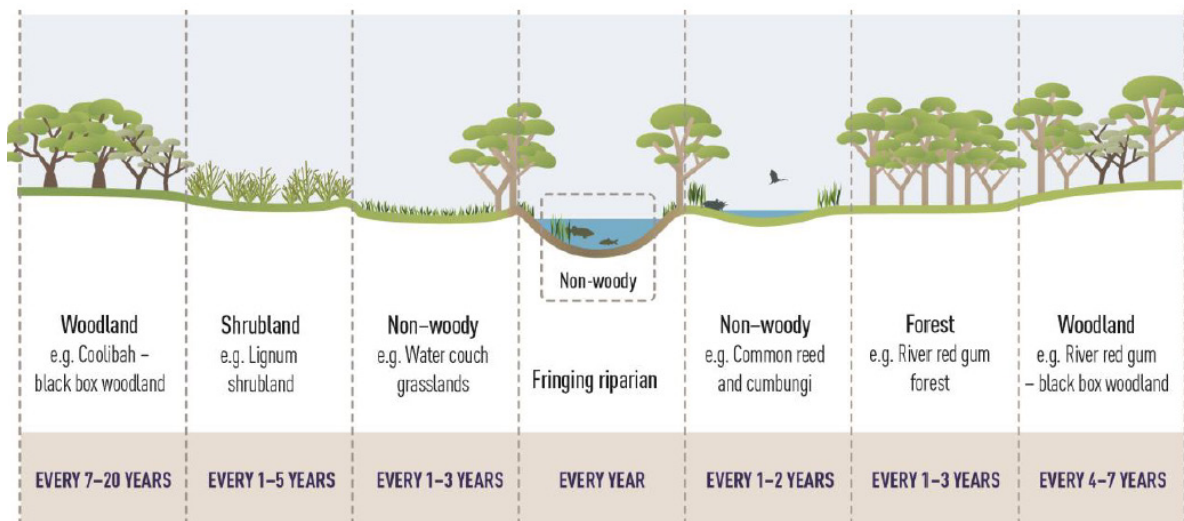 Non-woody
Woodland
e.g. Coolibah –
black box woodland
Shrubland
e.g. Lignum
shrubland
Non–woody
e.g. Water couch
grasslands
Fringing riparian
Non–woody
e.g. Common reed
and cumbungi
Forest
e.g. River red gum
forest
Woodland
e.g. River red gum
– black box woodland
EVERY 7–20 YEARS
EVERY 1–5 YEARS
EVERY 1–3 YEARS
EVERY YEAR
EVERY 1–2 YEARS
EVERY 1–3 YEARS
EVERY 4–7 YEARS